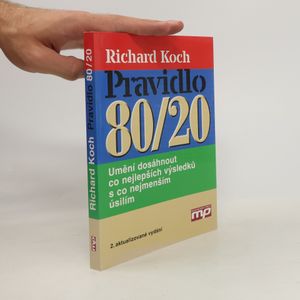 Richard Koch
Pravidlo
80/20
Umění dosáhnout
co nejlepších výsledků
s co nejmenším
úsilím
2. aktualizované vydání
mp
Richard Koch Pravidlo 80/20
mp